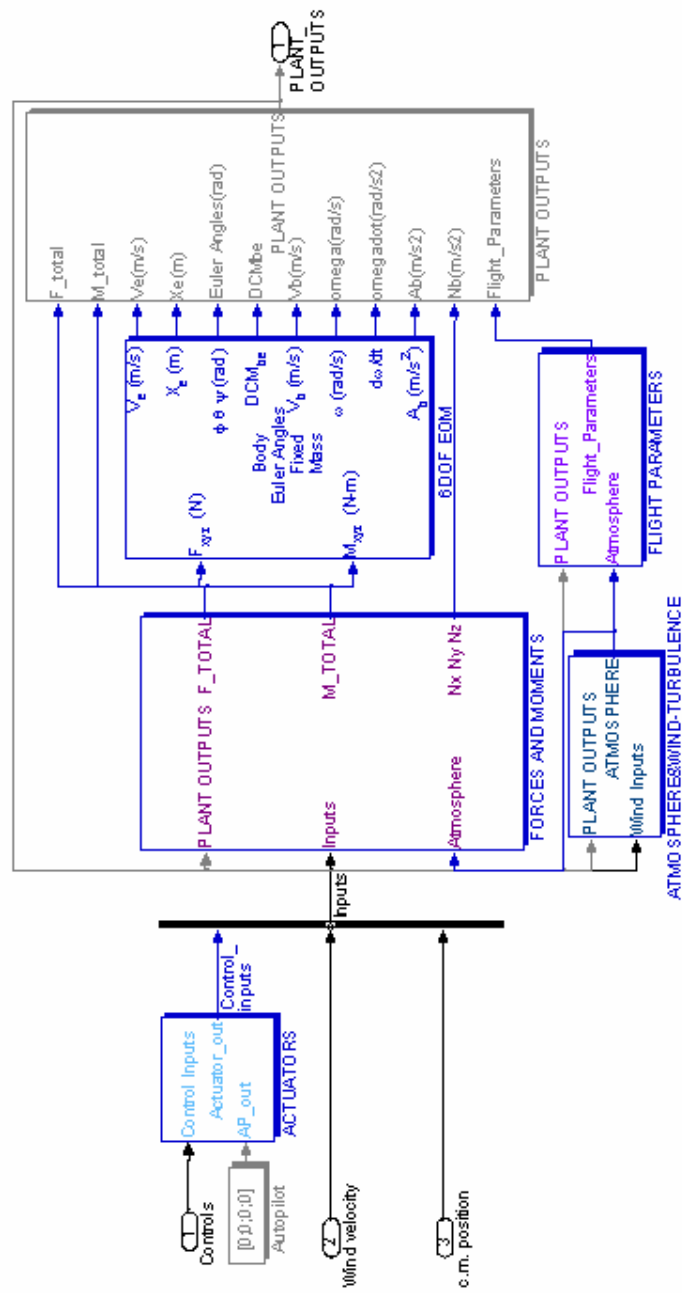 1
Controls
[0;0;0;0]
Autopilot
Control Inputs
Actuator_out
AP_out
ACTUATORS
Control_
inputs
2
Wind velocity
3
c.m. position
Inputs
PLANT OUTPUTS F_TOTAL
Inputs
M_TOTAL
Atmosphere
Nx Ny Nz
FORCES AND MOMENTS
PLANT OUTPUTS
ATMOSPHERE
Wind Inputs
ATMOSPHERE&WIND-TURBULENCE
F_xyz (N)
M_xyz (N-m)
Body
Euler Angles
Fixed
Mass
V_e (m/s)
X_e (m)
ϕ θ ψ (rad)
DCM_be
V_b (m/s)
ω (rad/s)
dω/dt
A_b (m/s²)
6DOF EOM
PLANT OUTPUTS
Flight_Parameters
Atmosphere
FLIGHT PARAMETERS
F_total
M_total
Ve(m/s)
Xe(m)
Euler Angles(rad)
DCMbe
PLANT OUTPUTS
Vb(m/s)
omega(rad/s)
omegadot(rad/s2)
Ab(m/s2)
Nb(m/s2)
Flight_Parameters
PLANT OUTPUTS
1
PLANT_
OUTPUTS